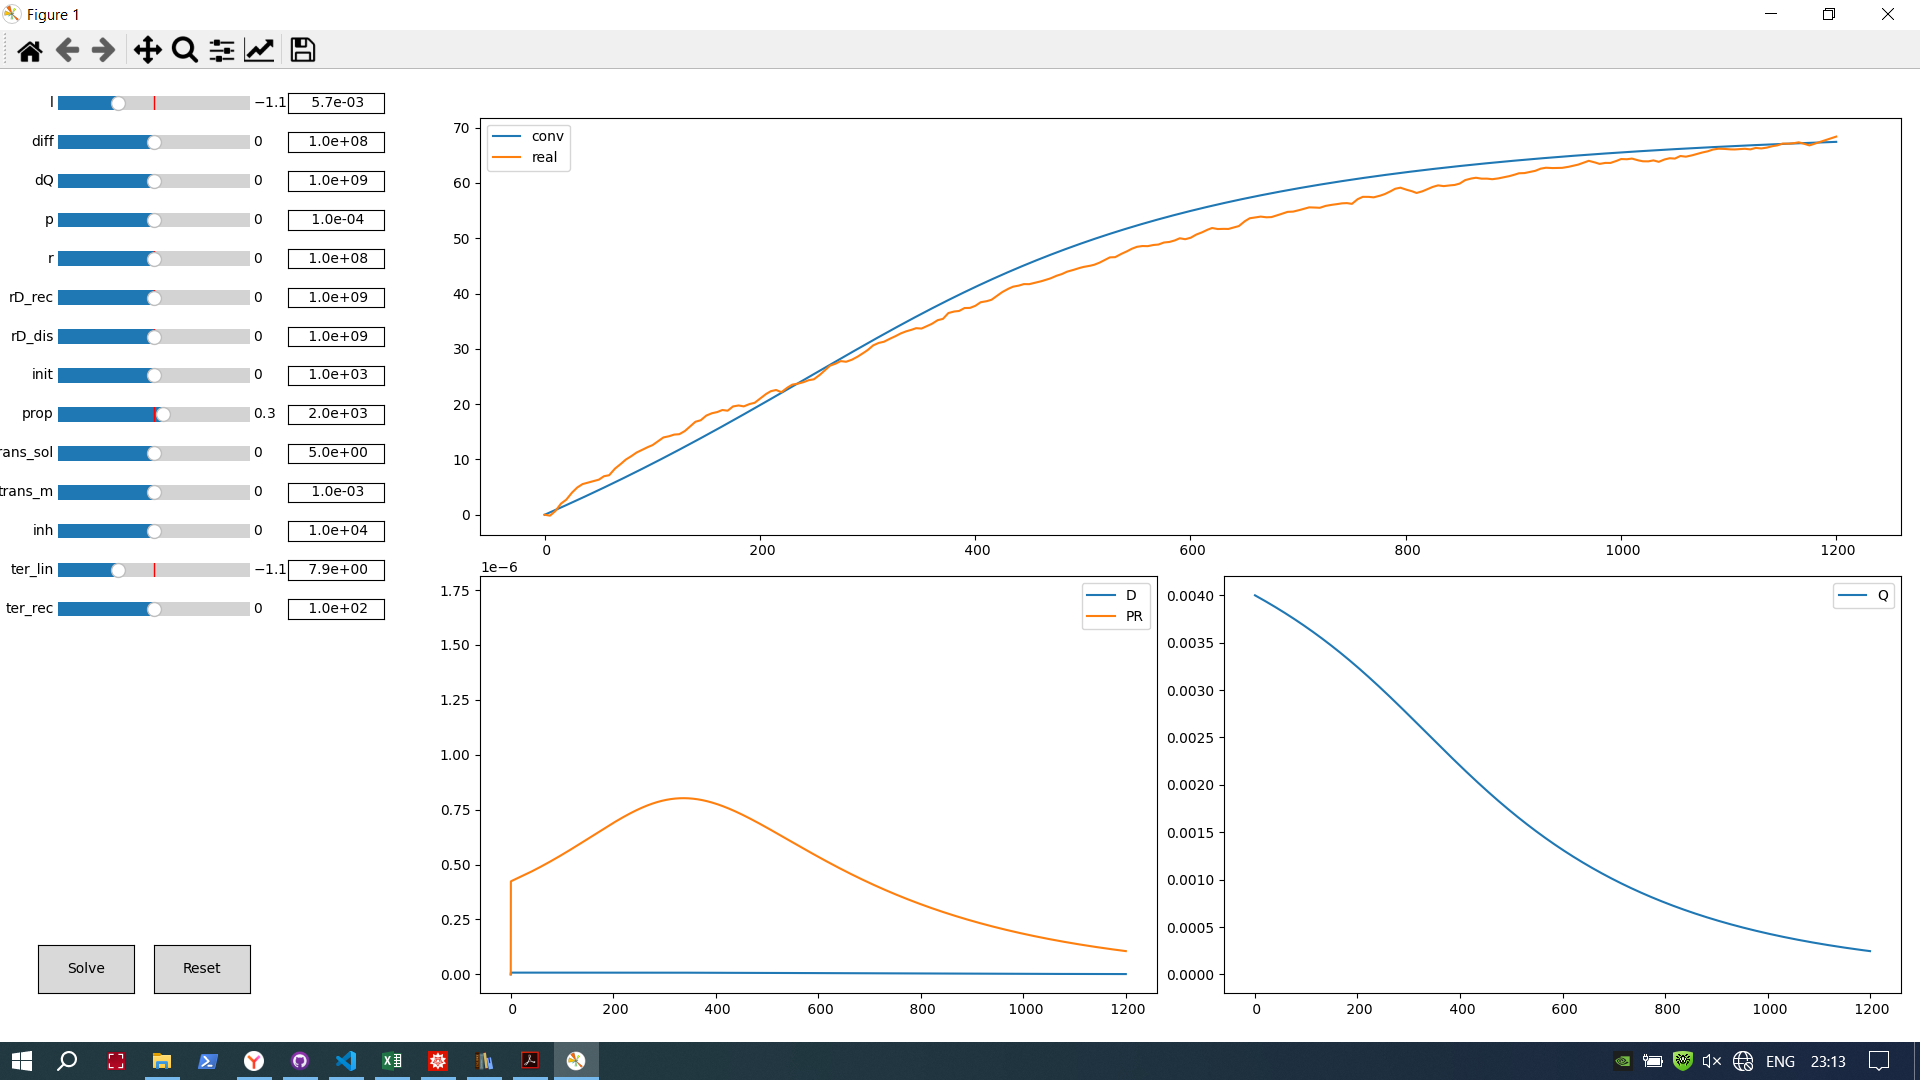 Figure 1
l −1.1 5.7e-03
diff 0 1.0e+08
dQ 0 1.0e+09
p 0 1.0e-04
r 0 1.0e+08
rD_rec 0 1.0e+09
rD_dis 0 1.0e+09
init 0 1.0e+03
prop 0.3 2.0e+03
rans_sol 0 5.0e+00
trans_m 0 1.0e-03
inh 0 1.0e+04
ter_lin −1.1 7.9e+00
ter_rec 0 1.0e+02
Solve Reset
conv
real
70
60
50
40
30
20
10
0
0 200 400 600 800 1000 1200
1e−6
D
PR
1.75
1.50
1.25
1.00
0.75
0.50
0.25
0.00
0 200 400 600 800 1000 1200
Q
0.0040
0.0035
0.0030
0.0025
0.0020
0.0015
0.0010
0.0005
0.0000
0 200 400 600 800 1000 1200
ENG 23:13